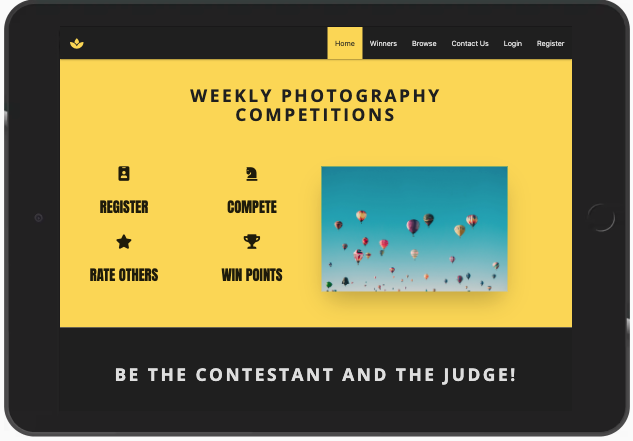 Home Winners Browse Contact Us Login Register
WEEKLY PHOTOGRAPHY
COMPETITIONS
REGISTER COMPETE
RATE OTHERS WIN POINTS
BE THE CONTESTANT AND THE JUDGE!